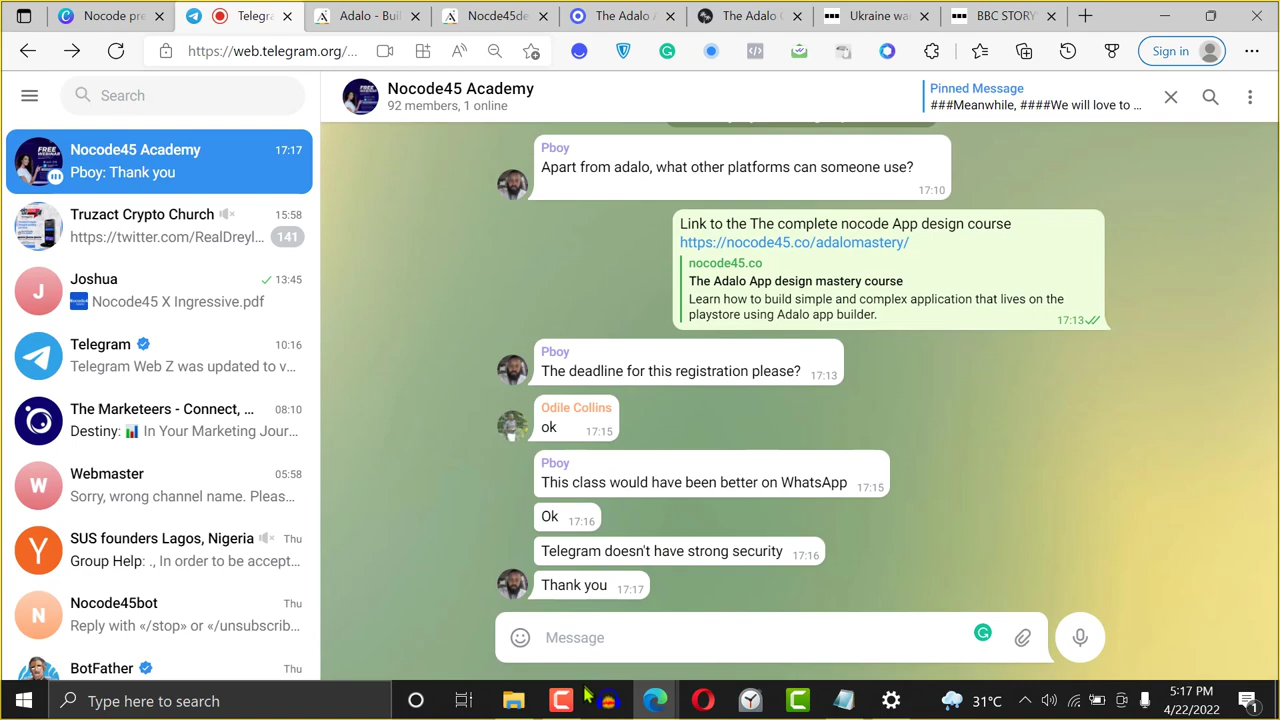 Nocode pre
Telegra
Adalo - Bui
Nocde45de
The Adalo A
The Adalo C
Ukraine wa
BBC STORY
https://web.telegram.org/...
Sign in
Search
Nocode45 Academy
17:17
Pboy: Thank you
Truzact Crypto Church
15:58
https://twitter.com/RealDreyl...
141
Joshua
13:45
Nocode45 X Ingressive.pdf
Telegram
10:16
Telegram Web Z was updated to v...
The Marketeers - Connect, ...
08:10
Destiny: 📊 In Your Marketing Jour...
Webmaster
05:58
Sorry, wrong channel name. Pleas...
SUS founders Lagos, Nigeria
Thu
Group Help: ., In order to be accept...
Nocode45bot
Thu
Reply with «/stop» or «/unsubscrib...
BotFather
Thu
J
W
Y
N
Nocode45 Academy
92 members, 1 online
Pinned Message
###Meanwhile, ####We will love to ...
Pboy
Apart from adalo, what other platforms can someone use?
17:10
Link to the The complete nocode App design course
https://nocode45.co/adalomastery/
nocode45.co
The Adalo App design mastery course
Learn how to build simple and complex application that lives on the
playstore using Adalo app builder.
17:13
Pboy
The deadline for this registration please?
17:13
Odile Collins
ok
17:15
Pboy
This class would have been better on WhatsApp
17:15
Ok
17:16
Telegram doesn't have strong security
17:16
Thank you
17:17
Message
Type here to search
31°C
5:17 PM
4/22/2022
1